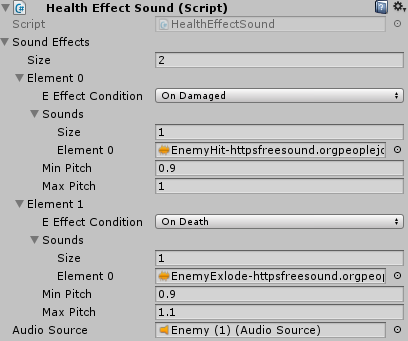 Health Effect Sound (Script)
Script HealthEffectSound
Sound Effects
Size 2
Element 0
E Effect Condition On Damaged
Sounds
Size 1
Element 0 EnemyHit-httpsfreesound.orgpeoplejc
Min Pitch 0.9
Max Pitch 1
Element 1
E Effect Condition On Death
Sounds
Size 1
Element 0 EnemyExlode-httpsfreesound.orgpeop
Min Pitch 0.9
Max Pitch 1.1
Audio Source Enemy (1) (Audio Source)